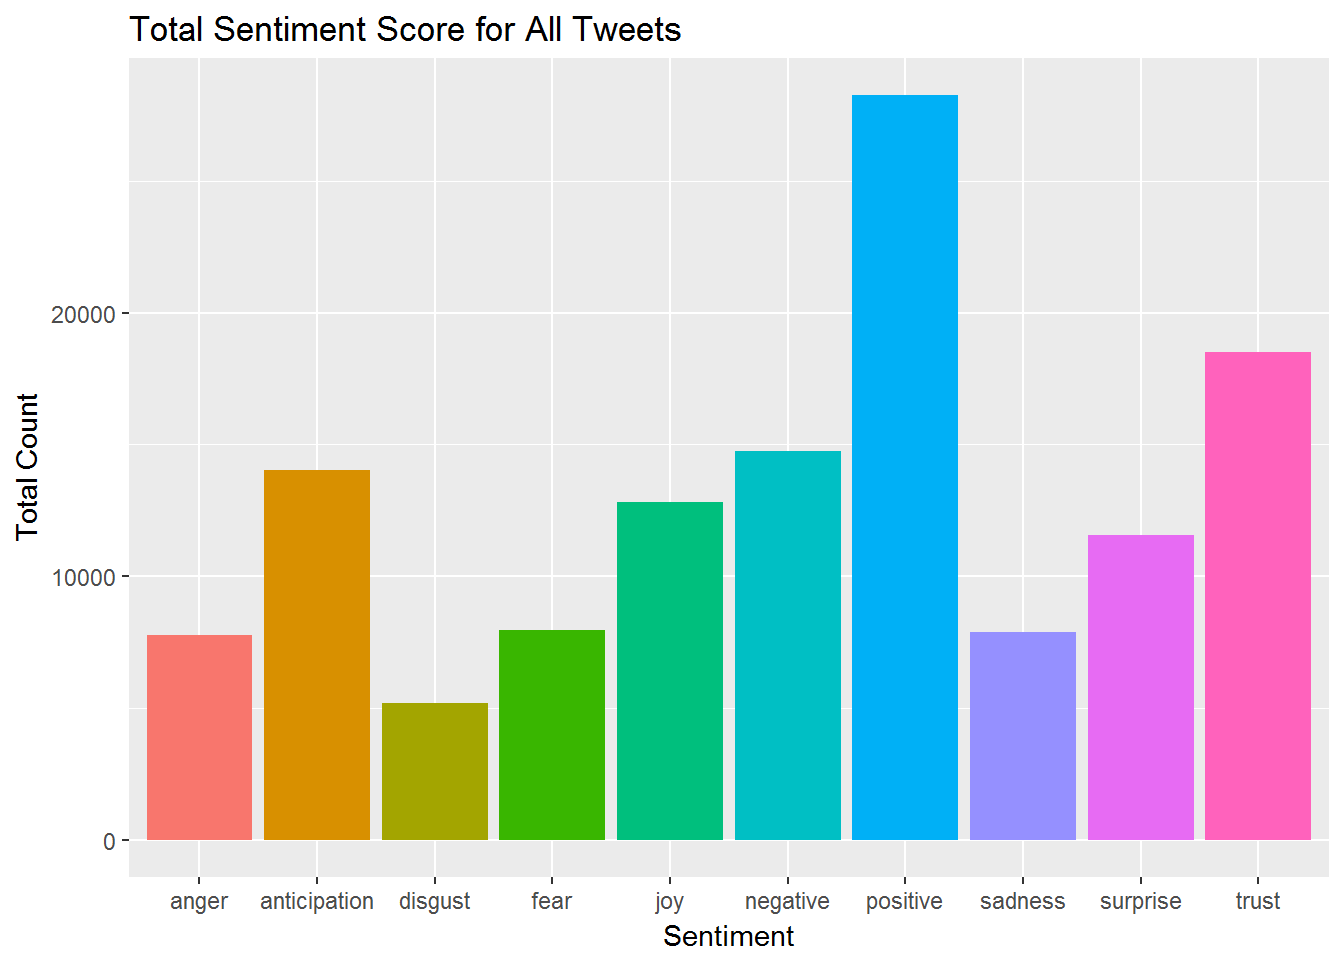 Total Sentiment Score for All Tweets
Total Count
20000
10000
0
anger anticipation disgust fear joy negative positive sadness surprise trust
Sentiment